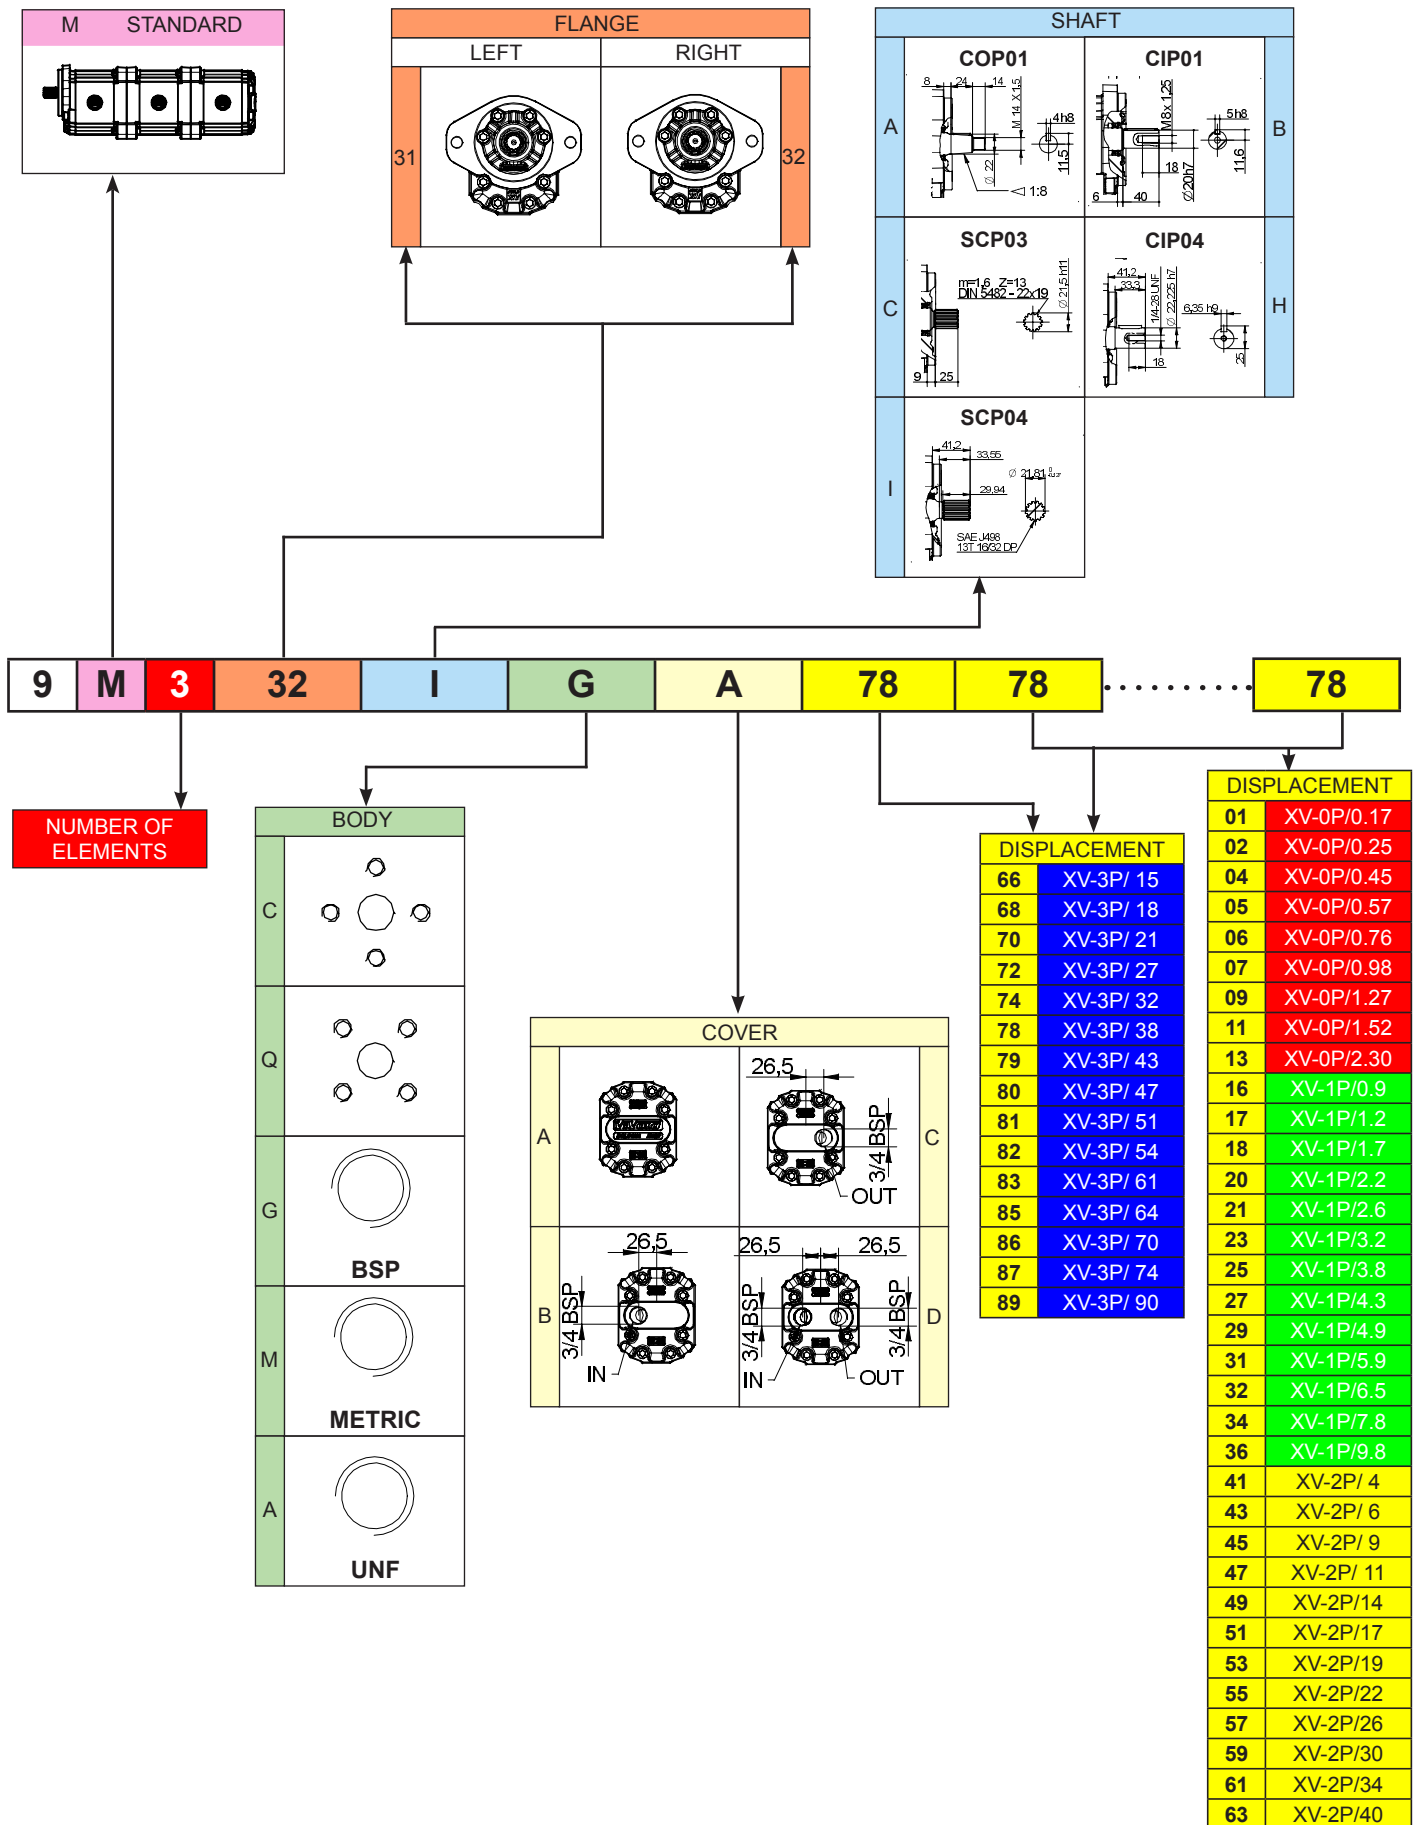 M STANDARD
FLANGE
LEFT RIGHT
31
32
SHAFT
A
COP01
8 24 14
M 14 X 1,5
4h8
11,5
Ø 22
1:8
CIP01
B
M8x1,25
5h8
11,6
18
Ø20h7
6 40
C
SCP03
m=1,6 Z=13
DIN 5482 - 22x19
Ø 21,5 h11
9 25
CIP04
H
41,2
33,3
1/4-28 UNF
Ø 22,225 h7
6,35 h9
25
18
I
SCP04
41,2
33,55
Ø 21,81
29,94
SAE J498
13T 16/32 DP
9 M 3 32 I G A 78 78 .......... 78
NUMBER OF
ELEMENTS
BODY
C
Q
G
BSP
M
METRIC
A
UNF
COVER
A
26,5
3/4 BSP
OUT
C
B
26,5
3/4 BSP
IN
26,5 26,5
3/4 BSP
3/4 BSP
IN
OUT
D
DISPLACEMENT
66 XV-3P/ 15
68 XV-3P/ 18
70 XV-3P/ 21
72 XV-3P/ 27
74 XV-3P/ 32
78 XV-3P/ 38
79 XV-3P/ 43
80 XV-3P/ 47
81 XV-3P/ 51
82 XV-3P/ 54
83 XV-3P/ 61
85 XV-3P/ 64
86 XV-3P/ 70
87 XV-3P/ 74
89 XV-3P/ 90
DISPLACEMENT
01 XV-0P/0.17
02 XV-0P/0.25
04 XV-0P/0.45
05 XV-0P/0.57
06 XV-0P/0.76
07 XV-0P/0.98
09 XV-0P/1.27
11 XV-0P/1.52
13 XV-0P/2.30
16 XV-1P/0.9
17 XV-1P/1.2
18 XV-1P/1.7
20 XV-1P/2.2
21 XV-1P/2.6
23 XV-1P/3.2
25 XV-1P/3.8
27 XV-1P/4.3
29 XV-1P/4.9
31 XV-1P/5.9
32 XV-1P/6.5
34 XV-1P/7.8
36 XV-1P/9.8
41 XV-2P/ 4
43 XV-2P/ 6
45 XV-2P/ 9
47 XV-2P/ 11
49 XV-2P/14
51 XV-2P/17
53 XV-2P/19
55 XV-2P/22
57 XV-2P/26
59 XV-2P/30
61 XV-2P/34
63 XV-2P/40